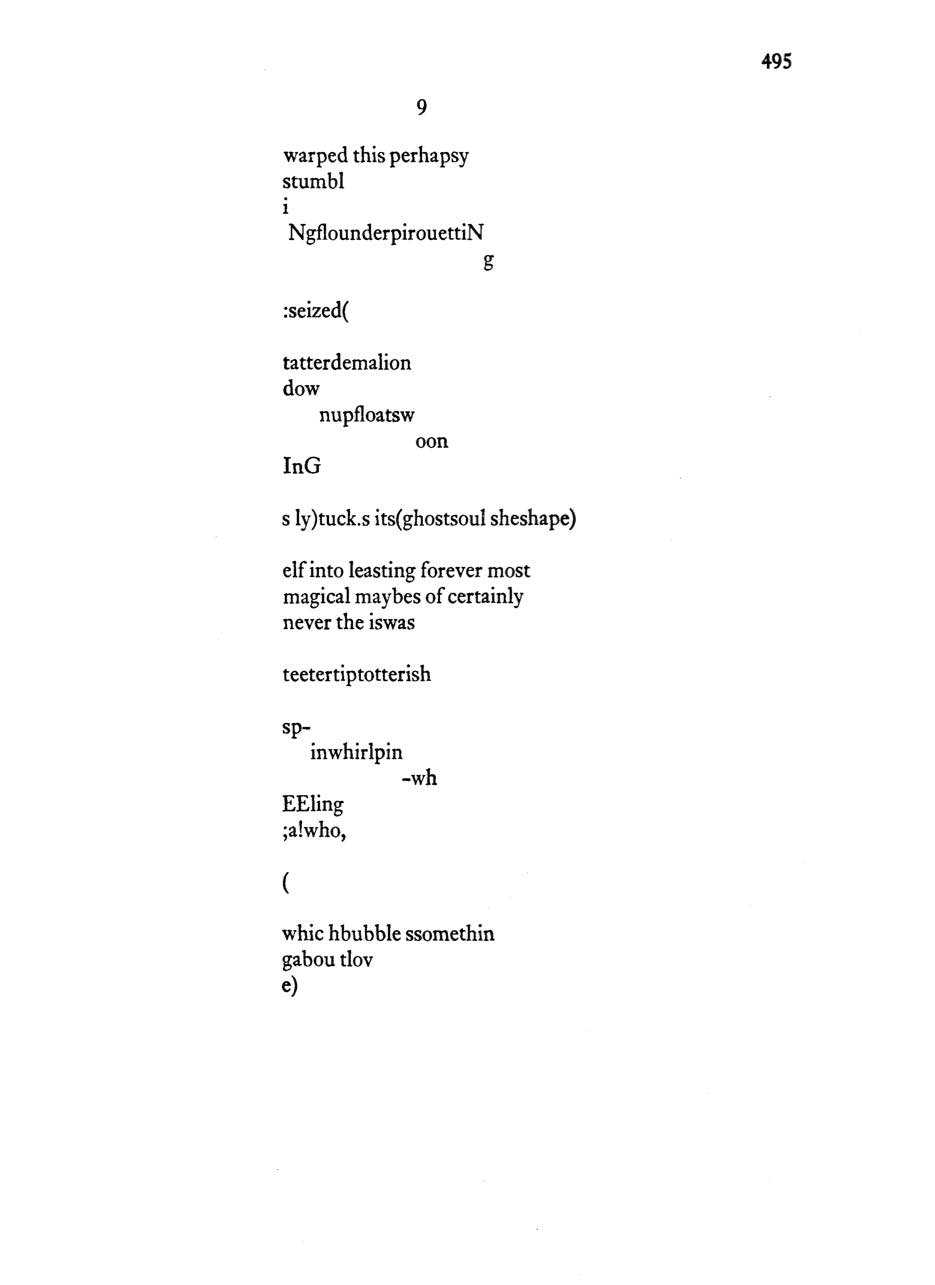 495
9
warped this perhapsy
stumbl
i
NgflounderpirouettiN
g
:seized(
tatterdemalion
dow
nupfloatsw
oon
InG
s ly)tuck.s its(ghostsoul sheshape)
elf into leasting forever most
magical maybes of certainly
never the iswas
teetertiptotterish
sp-
inwhirlpin
-wh
EEling
;a!who,
(
whic hbubble ssomethin
gabou tlov
e)